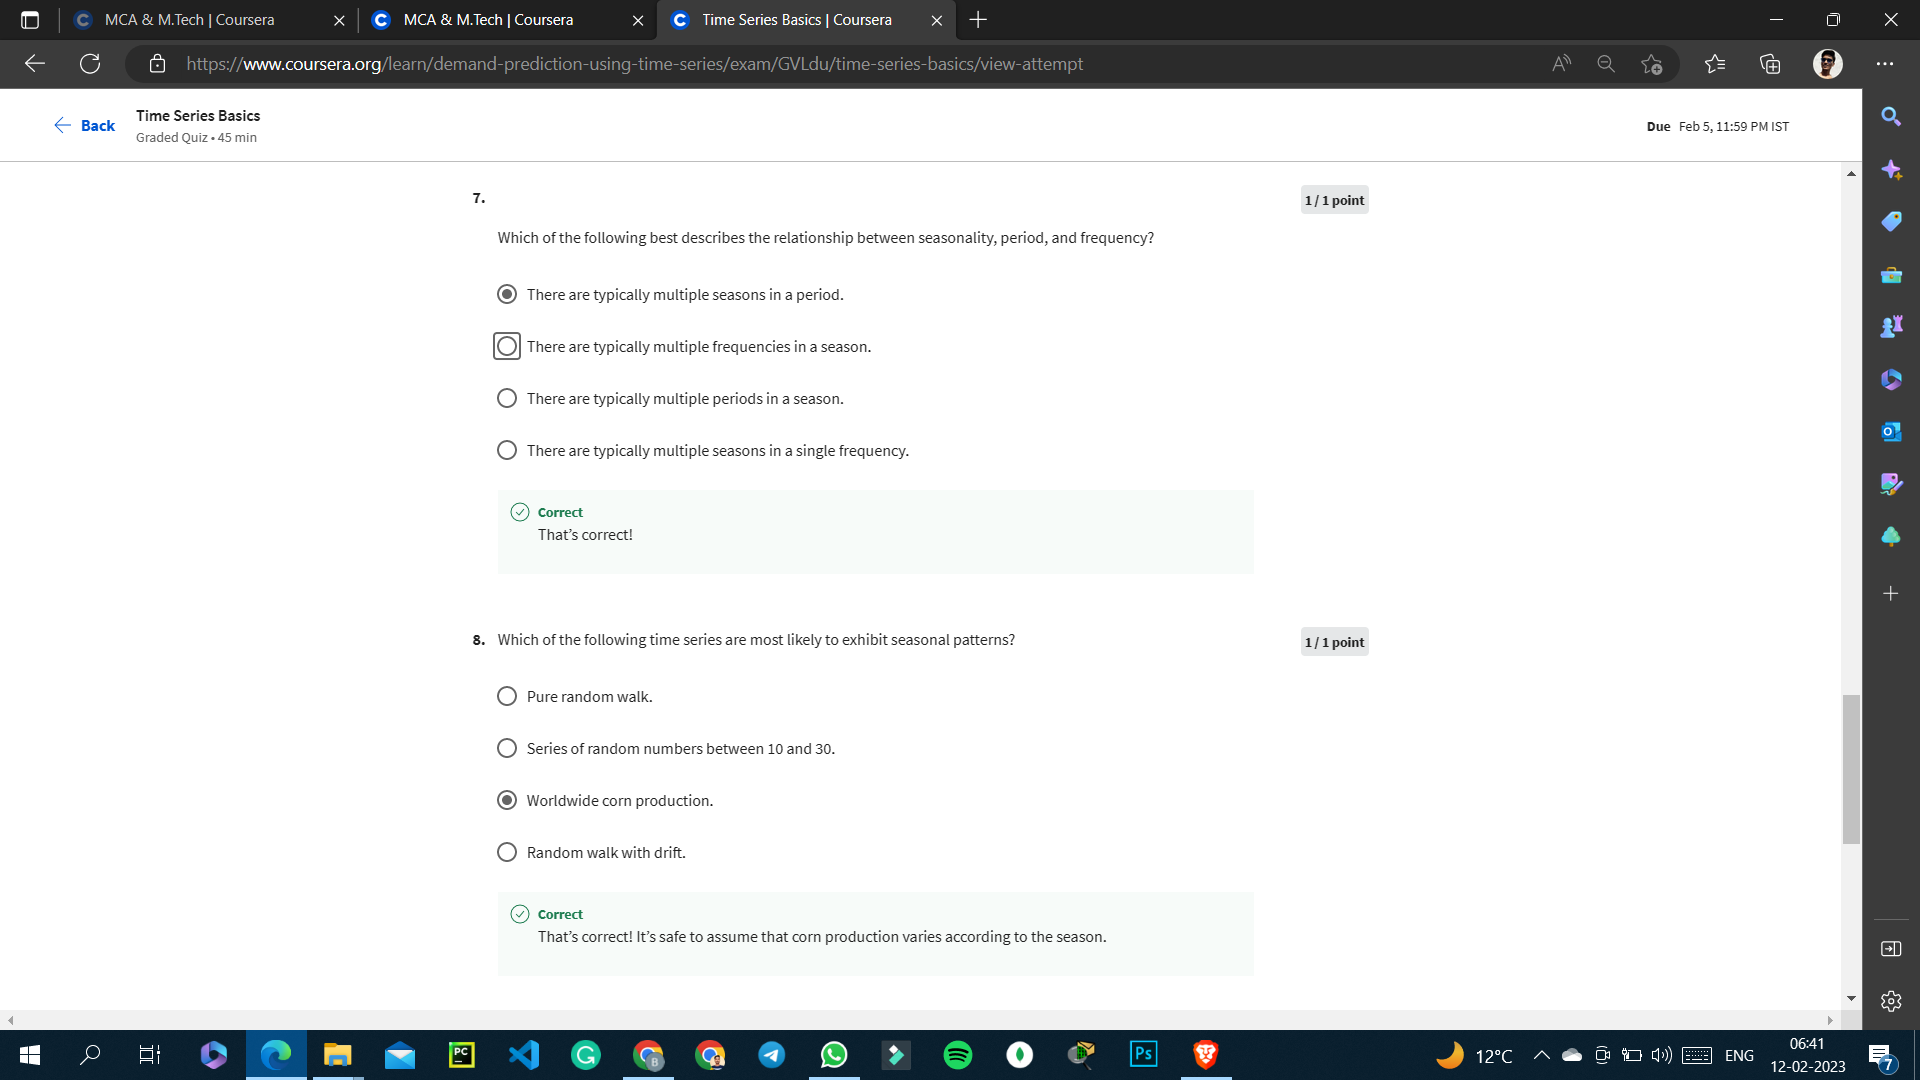 MCA & M.Tech | Coursera
MCA & M.Tech | Coursera
Time Series Basics | Coursera
https://www.coursera.org/learn/demand-prediction-using-time-series/exam/GVLdu/time-series-basics/view-attempt
Back
Time Series Basics
Graded Quiz • 45 min
Due Feb 5, 11:59 PM IST
7.
1 / 1 point
Which of the following best describes the relationship between seasonality, period, and frequency?
There are typically multiple seasons in a period.
There are typically multiple frequencies in a season.
There are typically multiple periods in a season.
There are typically multiple seasons in a single frequency.
Correct
That’s correct!
8. Which of the following time series are most likely to exhibit seasonal patterns?
1 / 1 point
Pure random walk.
Series of random numbers between 10 and 30.
Worldwide corn production.
Random walk with drift.
Correct
That’s correct! It’s safe to assume that corn production varies according to the season.
PC
Ps
12°C
ENG
06:41
12-02-2023
7